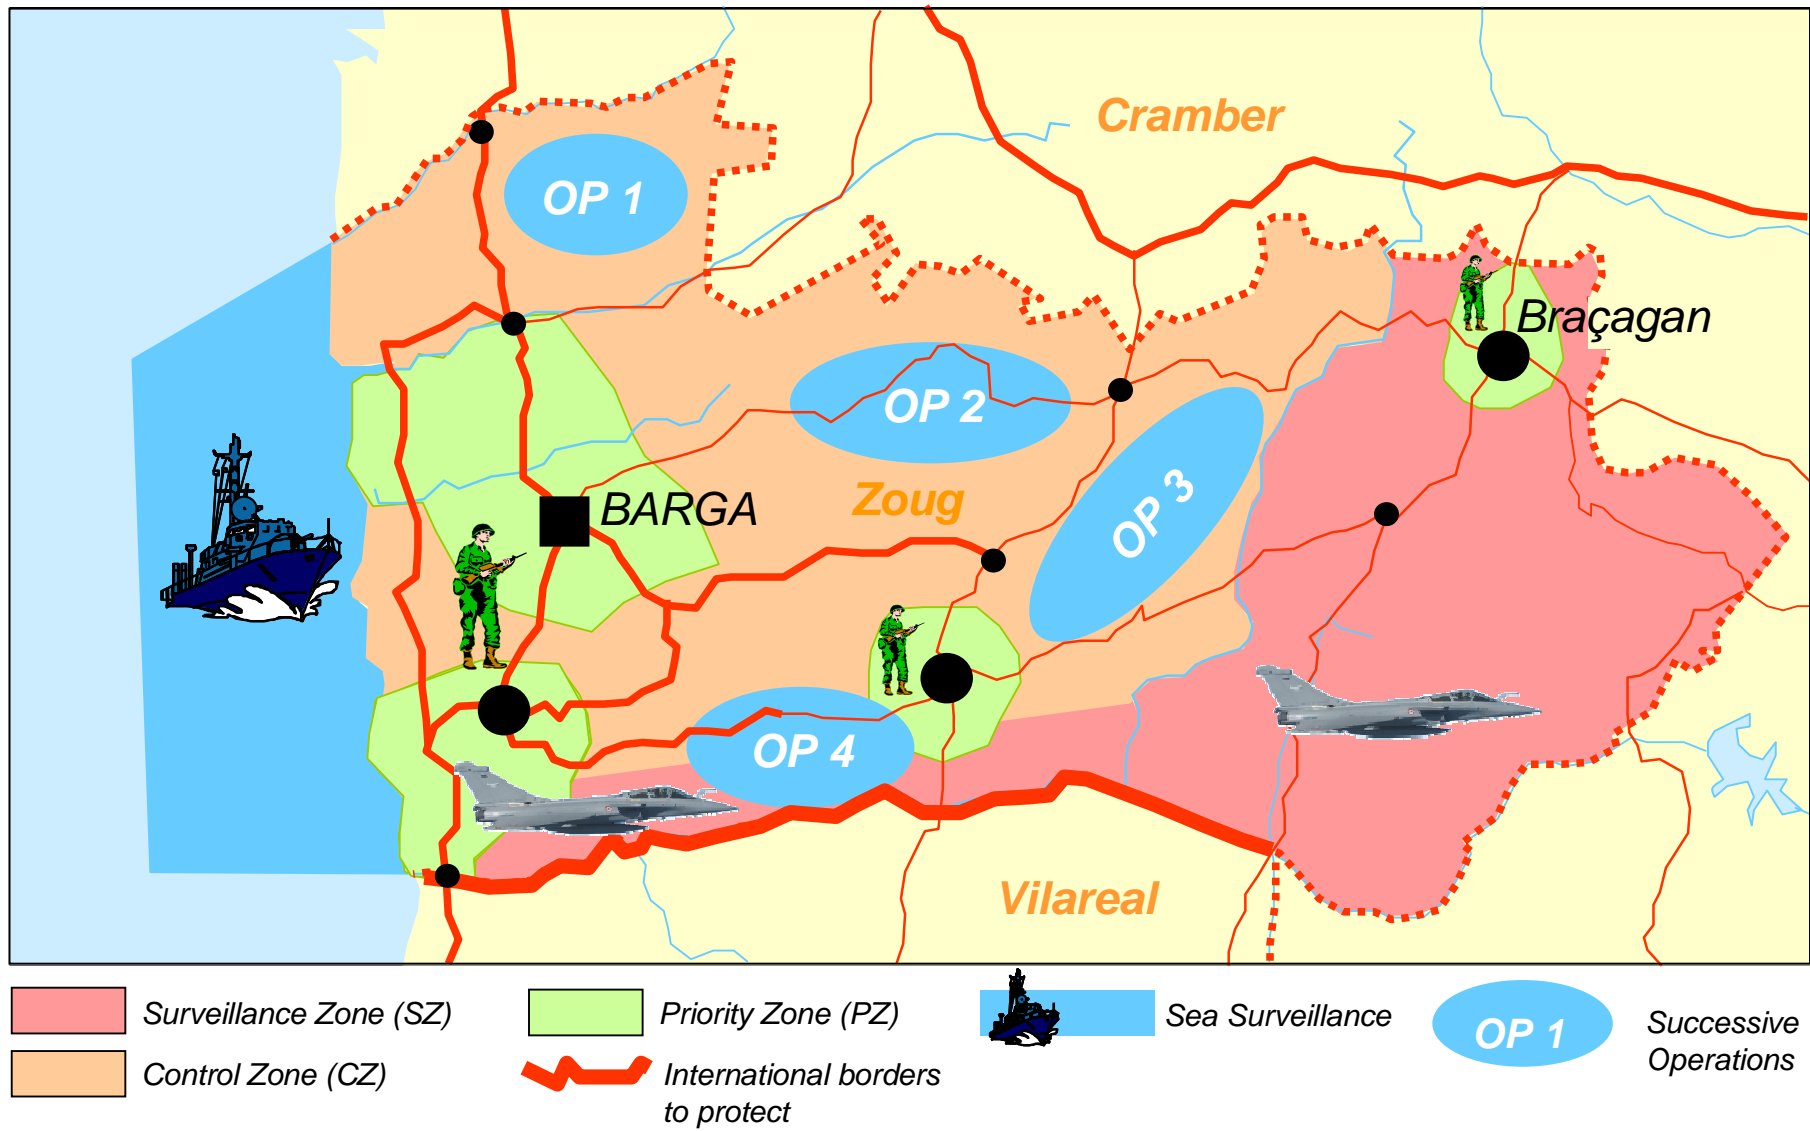 Cramber
OP 1
Braçagan
OP 2
Zoug
OP 3
BARGA
OP 4
Vilareal
Surveillance Zone (SZ)
Control Zone (CZ)
Priority Zone (PZ)
International borders
to protect
Sea Surveillance
OP 1
Successive
Operations